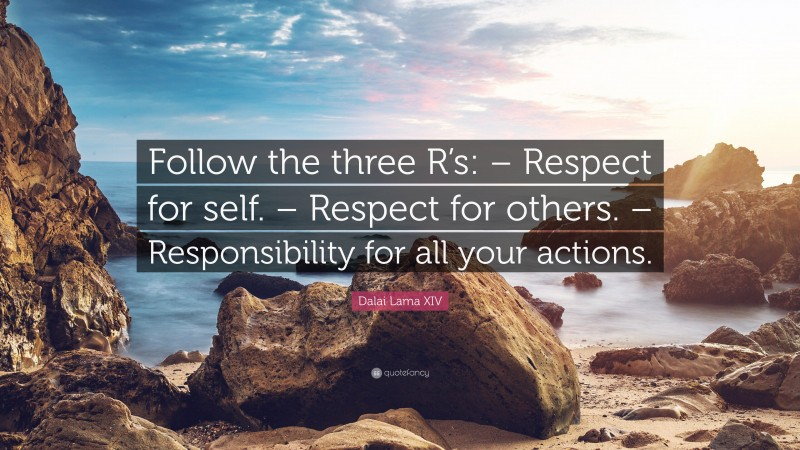 Follow the three R’s: – Respect
for self. – Respect for others. –
Responsibility for all your actions.
Dalai Lama XIV
quotefancy